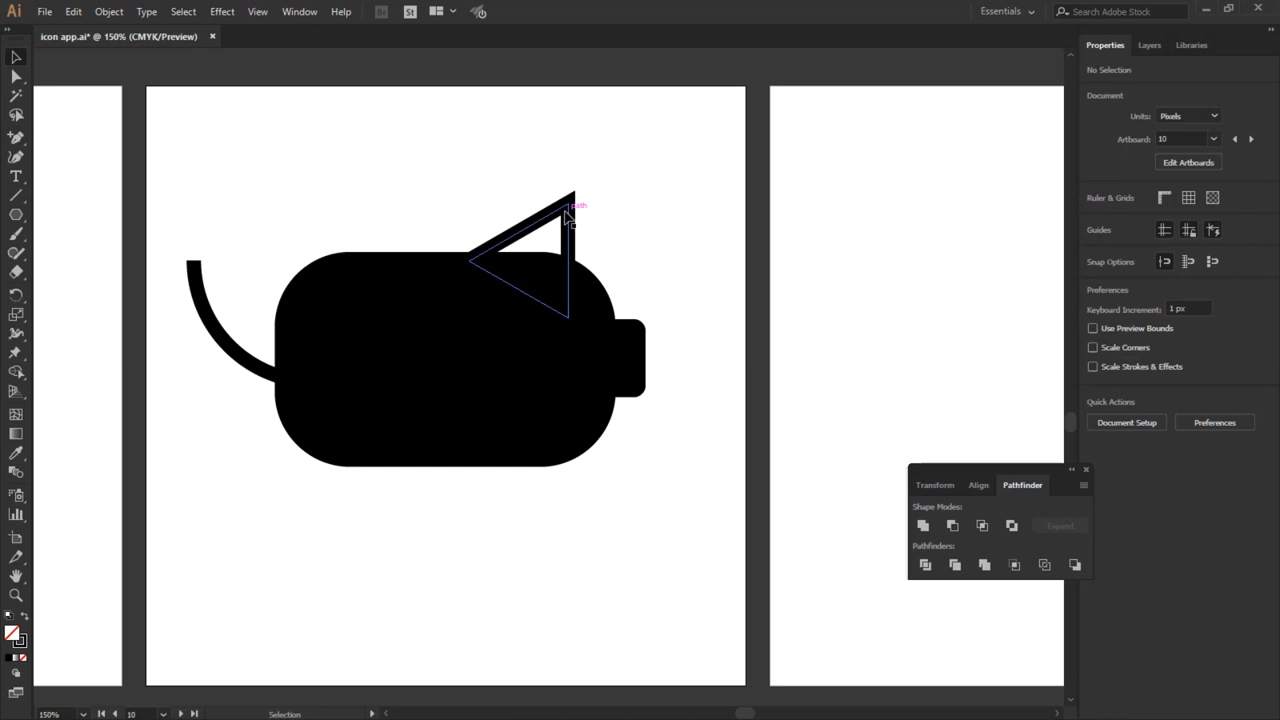 Ai File Edit Object Type Select Effect View Window Help Br St Essentials Search Adobe Stock
icon app.ai* @ 150% (CMYK/Preview)
Properties Layers Libraries
No Selection
Document
Units: Pixels
Artboard: 10
Edit Artboards
Ruler & Grids
path
Guides
Snap Options
Preferences
Keyboard Increment: 1 px
Use Preview Bounds
Scale Corners
Scale Strokes & Effects
Quick Actions
Document Setup Preferences
Transform Align Pathfinder
Shape Modes:
Expand
Pathfinders:
150% 10 Selection